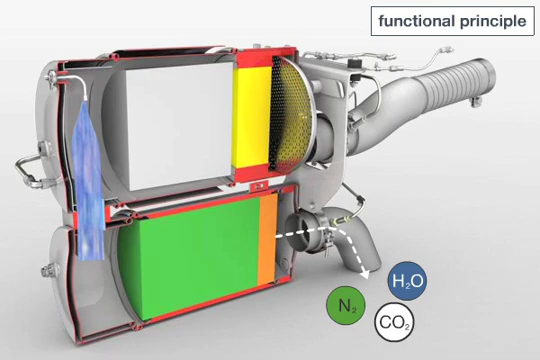 functional principle
H₂O
N₂
CO₂